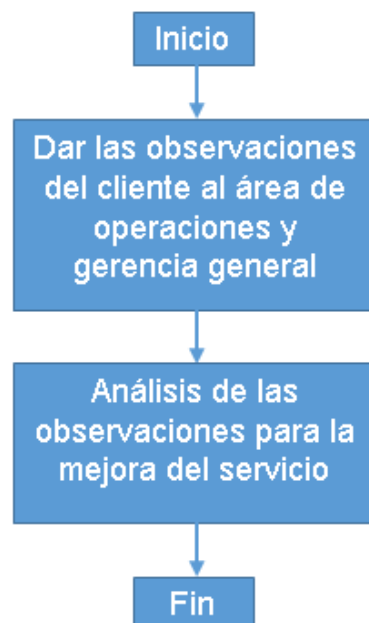 Inicio
Dar las observaciones
del cliente al área de
operaciones y
gerencia general
Análisis de las
observaciones para la
mejora del servicio
Fin